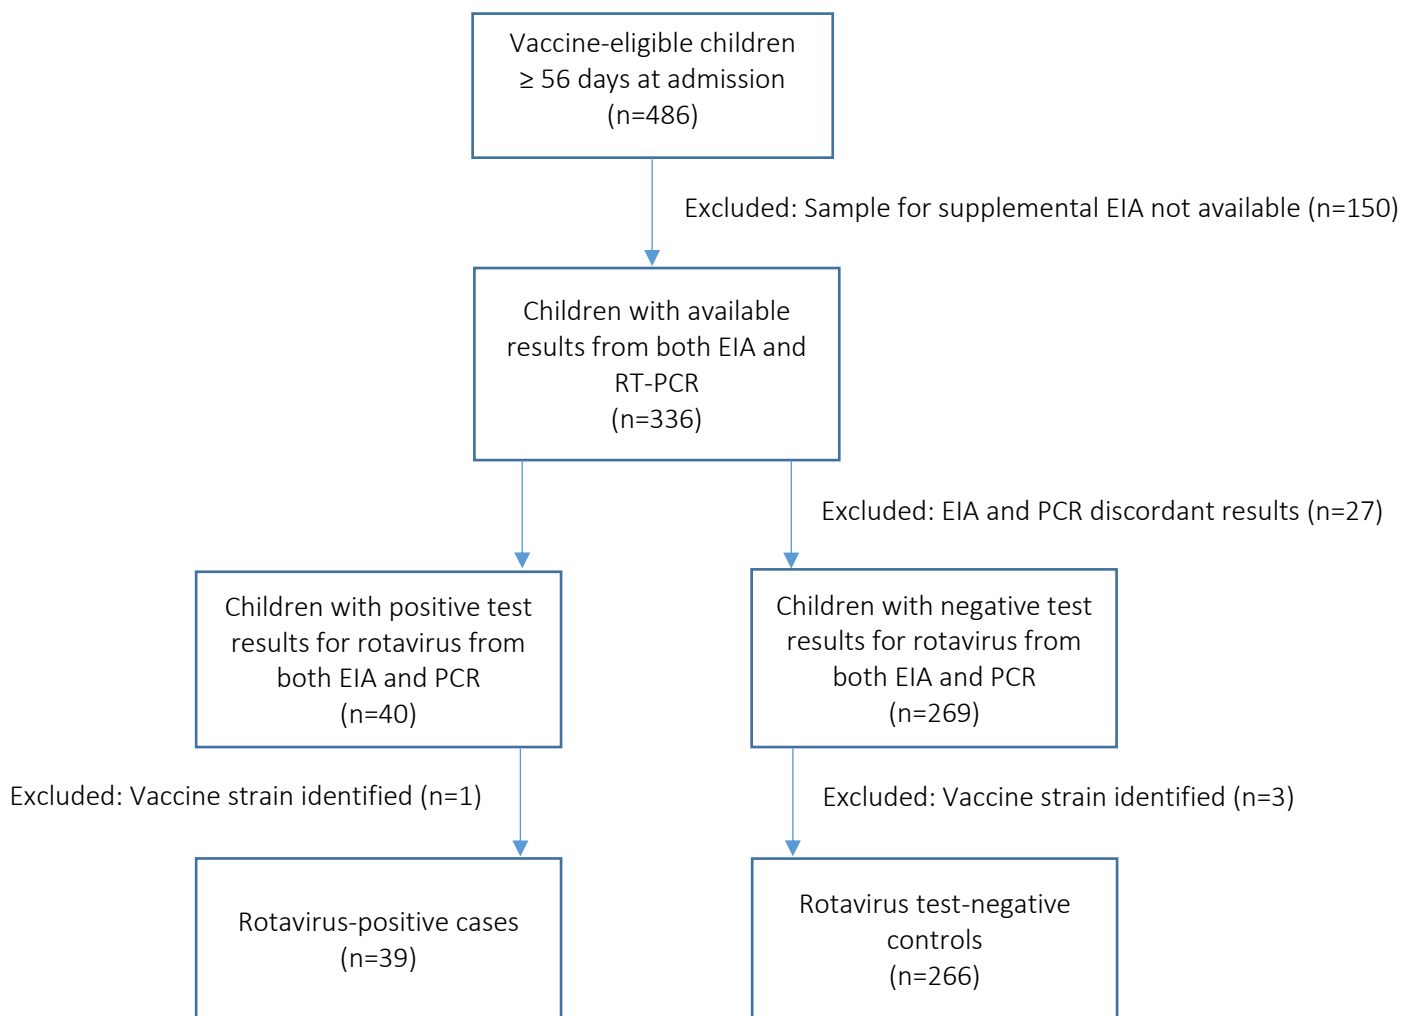 Vaccine-eligible children
≥ 56 days at admission
(n=486)
Excluded: Sample for supplemental EIA not available (n=150)
Children with available
results from both EIA and
RT-PCR
(n=336)
Excluded: EIA and PCR discordant results (n=27)
Children with positive test
results for rotavirus from
both EIA and PCR
(n=40)
Children with negative test
results for rotavirus from
both EIA and PCR
(n=269)
Excluded: Vaccine strain identified (n=1)
Excluded: Vaccine strain identified (n=3)
Rotavirus-positive cases
(n=39)
Rotavirus test-negative
controls
(n=266)